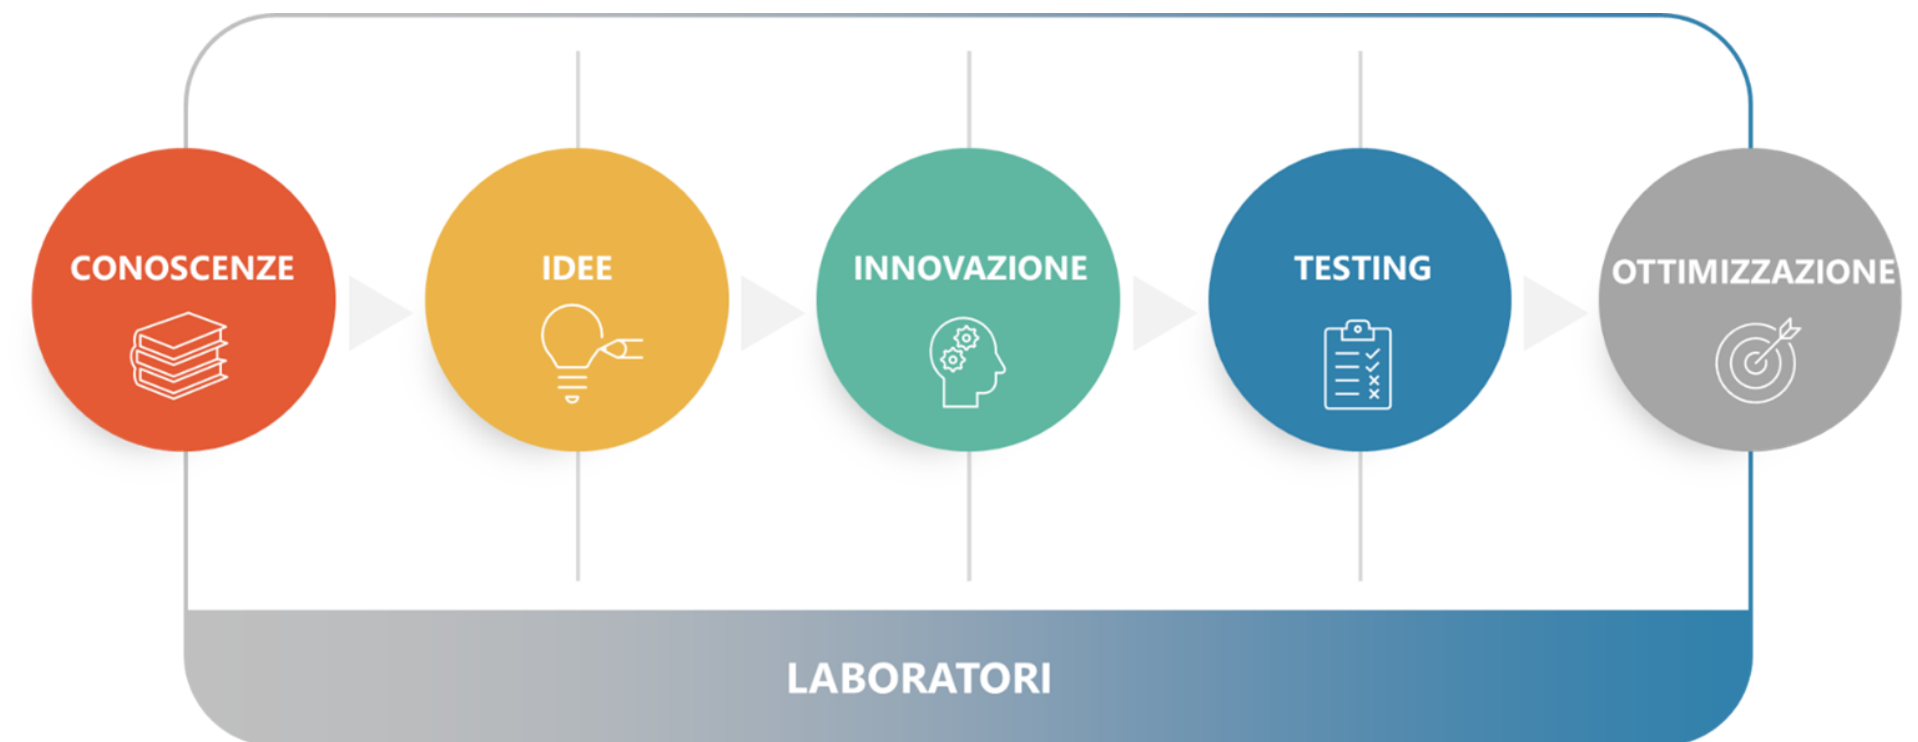 CONOSCENZE
IDEE
INNOVAZIONE
TESTING
OTTIMIZZAZIONE
LABORATORI